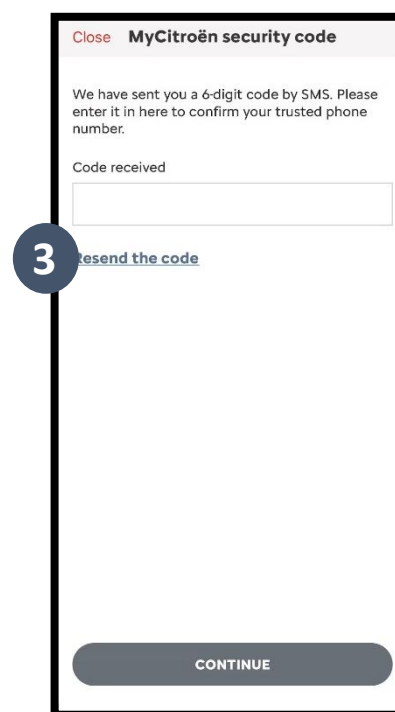 Close MyCitroën security code
We have sent you a 6-digit code by SMS. Please
enter it in here to confirm your trusted phone
number.
Code received
3 Resend the code
CONTINUE